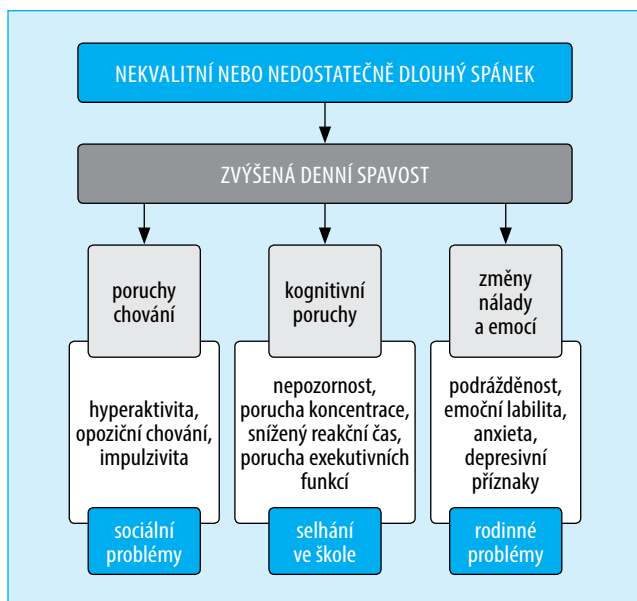 NEKVALITNÍ NEBO NEDOSTATEČNĚ DLOUHÝ SPÁNEK
ZVÝŠENÁ DENNÍ SPAVOST
poruchy
chování
hyperaktivita,
opoziční chování,
impulzivita
sociální
problémy
kognitivní
poruchy
nepozornost,
porucha koncentrace,
snížený reakční čas,
porucha exekutivních
funkcí
selhání
ve škole
změny
nálady
a emocí
podrážděnost,
emoční labilita,
anxieta,
depresivní
příznaky
rodinné
problémy